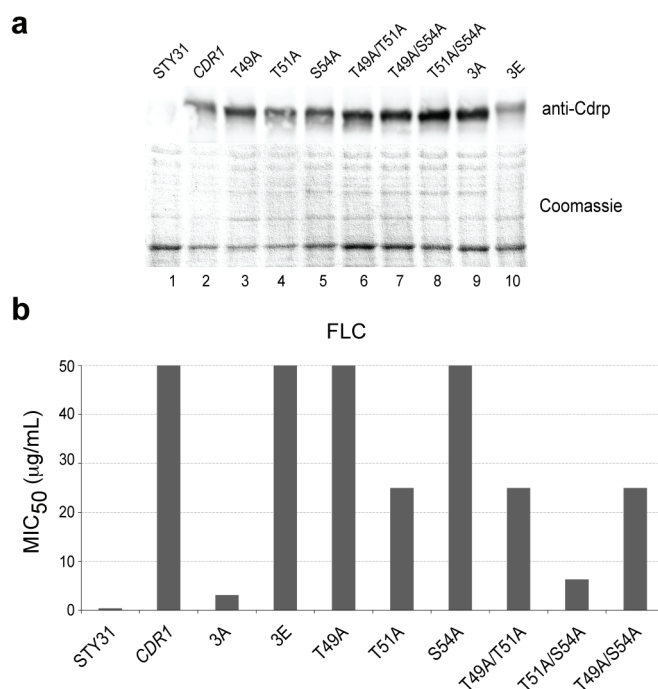 a
STY31 CDR1 T49A T51A S54A T49A/T51A T49A/S54A T51A/S54A 3A 3E
anti-Cdrp
Coomassie
1 2 3 4 5 6 7 8 9 10
b
FLC
MIC50 (μg/mL)
50
40
30
20
10
0
STY31 CDR1 3A 3E T49A T51A S54A T49A/T51A T51A/S54A T49A/S54A